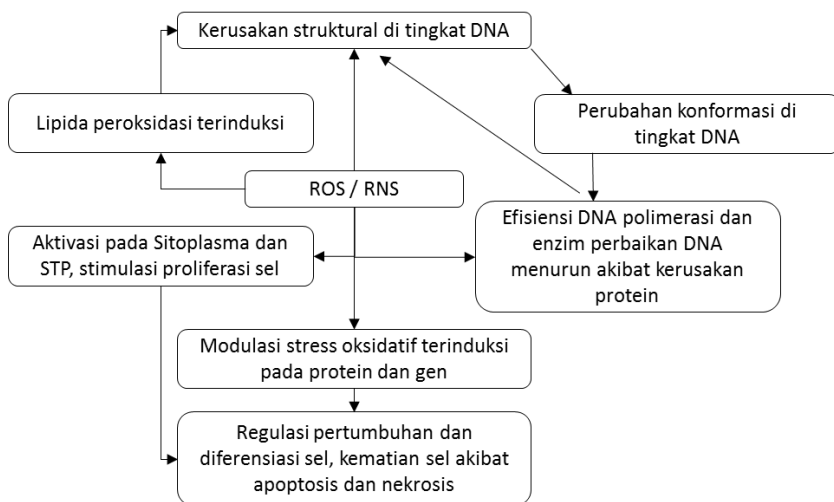 Kerusakan struktural di tingkat DNA
Lipida peroksidasi terinduksi
Perubahan konformasi di
tingkat DNA
ROS / RNS
Efisiensi DNA polimerasi dan
enzim perbaikan DNA
menurun akibat kerusakan
protein
Aktivasi pada Sitoplasma dan
STP, stimulasi proliferasi sel
Modulasi stress oksidatif terinduksi
pada protein dan gen
Regulasi pertumbuhan dan
diferensiasi sel, kematian sel akibat
apoptosis dan nekrosis